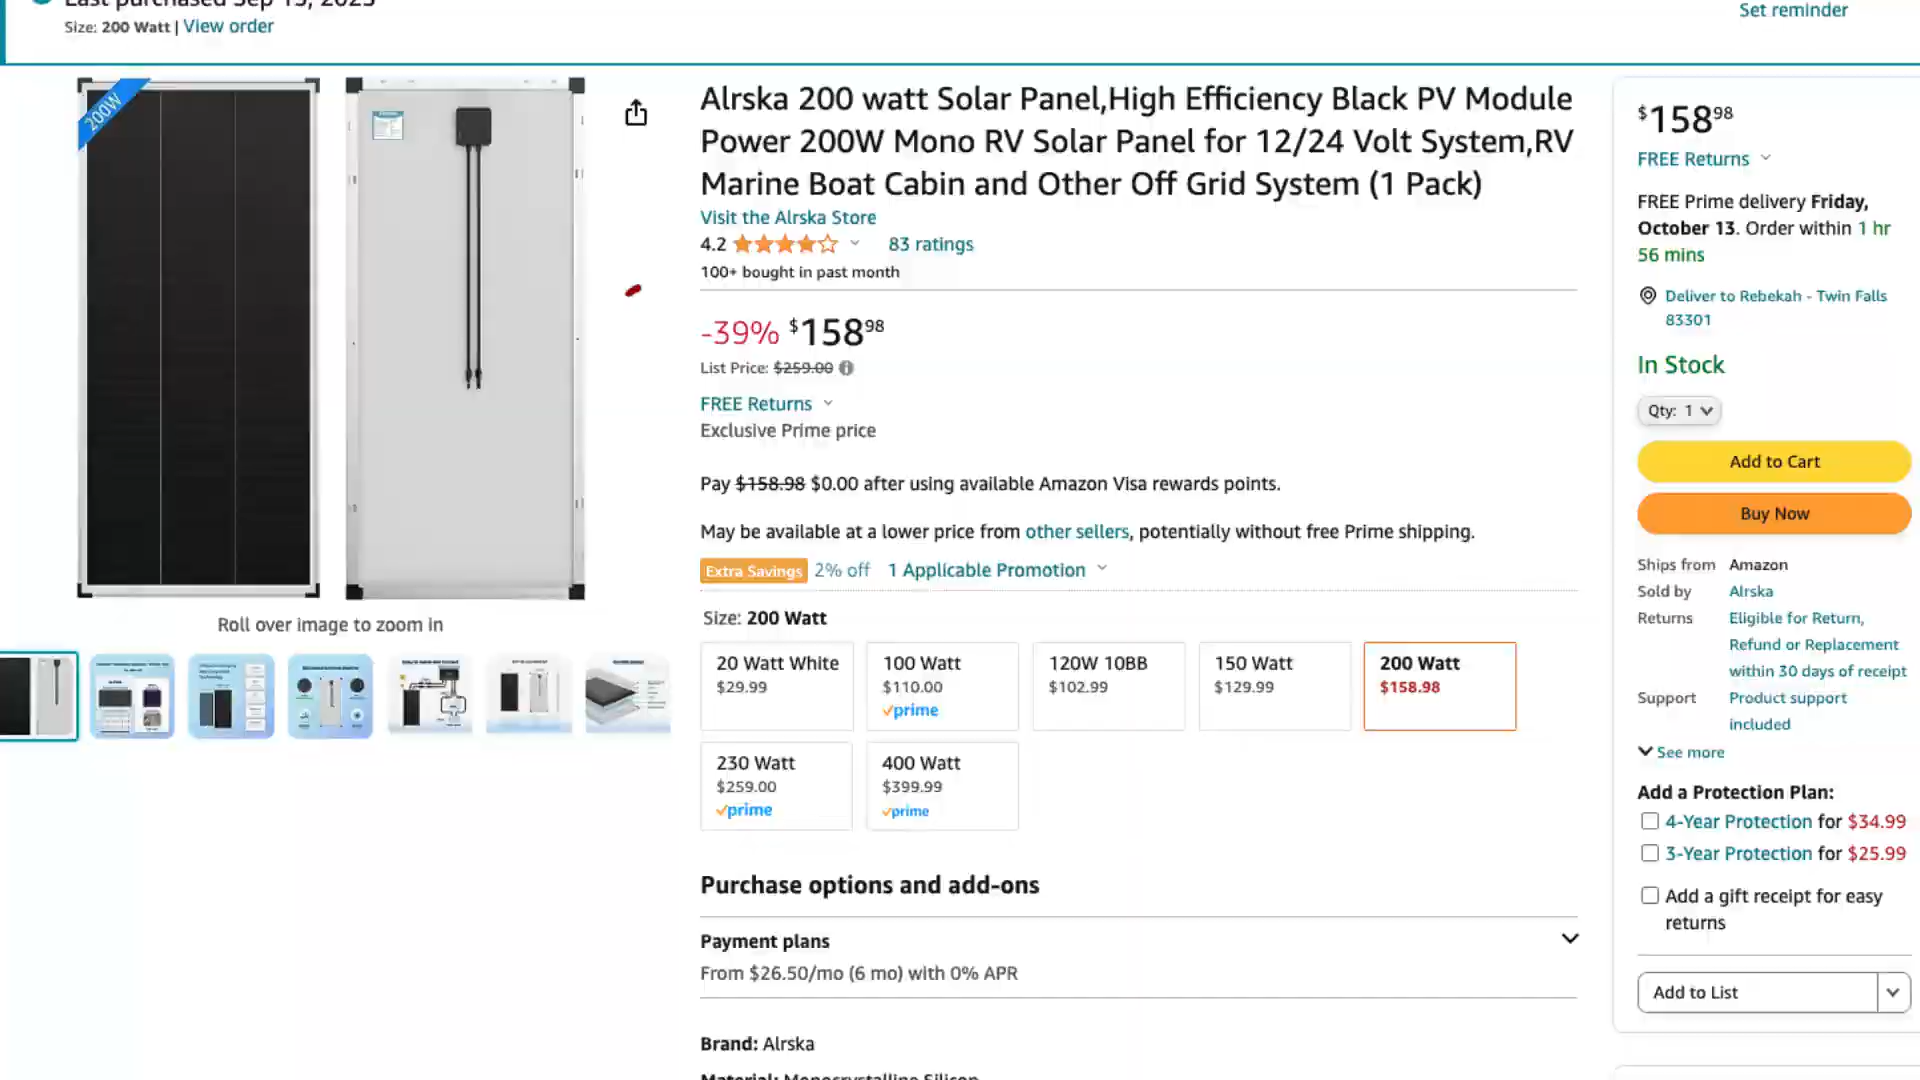 Last purchased Sep 15, 2023
Size: 200 Watt | View order
Set reminder
200W
Roll over image to zoom in
Alrska 200 watt Solar Panel,High Efficiency Black PV Module
Power 200W Mono RV Solar Panel for 12/24 Volt System,RV
Marine Boat Cabin and Other Off Grid System (1 Pack)
Visit the Alrska Store
4.2 83 ratings
100+ bought in past month
-39% $158.98
List Price: $259.00
FREE Returns
Exclusive Prime price
Pay $158.98 $0.00 after using available Amazon Visa rewards points.
May be available at a lower price from other sellers, potentially without free Prime shipping.
Extra Savings 2% off 1 Applicable Promotion
Size: 200 Watt
20 Watt White
$29.99
100 Watt
$110.00
prime
120W 10BB
$102.99
150 Watt
$129.99
200 Watt
$158.98
230 Watt
$259.00
prime
400 Watt
$399.99
prime
Purchase options and add-ons
Payment plans
From $26.50/mo (6 mo) with 0% APR
Brand: Alrska
Material: Monocrystalline Silicon
$158.98
FREE Returns
FREE Prime delivery Friday,
October 13. Order within 1 hr
56 mins
Deliver to Rebekah - Twin Falls
83301
In Stock
Qty: 1
Add to Cart
Buy Now
Ships from Amazon
Sold by Alrska
Returns Eligible for Return,
Refund or Replacement
within 30 days of receipt
Support Product support
included
See more
Add a Protection Plan:
4-Year Protection for $34.99
3-Year Protection for $25.99
Add a gift receipt for easy
returns
Add to List